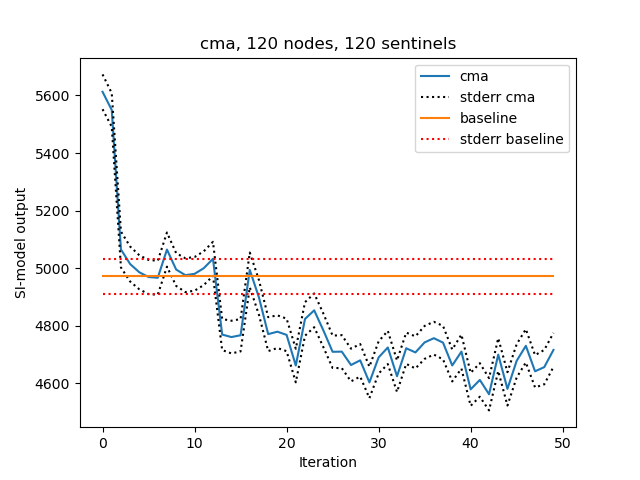 cma, 120 nodes, 120 sentinels
cma
stderr cma
baseline
stderr baseline
SI-model output
5600
5400
5200
5000
4800
4600
0 10 20 30 40 50
Iteration